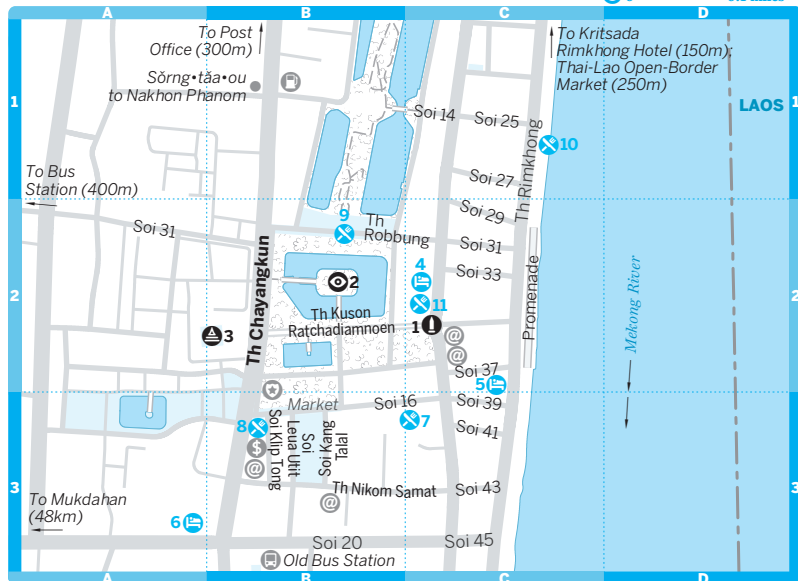 A
B
C
D
To Post
Office (300m)
Sŏrng•tăa•ou
to Nakhon Phanom
To Kritsada
Rimkhong Hotel (150m);
Thai-Lao Open-Border
Market (250m)
1
1
LAOS
Soi 14
Soi 25
10
Th Rimkhong
To Bus
Station (400m)
Soi 27
Soi 29
9
Th
Robbung
Soi 31
Soi 31
Soi 33
4
2
2
2
11
Th Kuson
Ratchadiamnoen
1
3
Th Chayangkun
Promenade
Mekong River
Soi 37
5
Market
Soi 16
Soi 39
7
8
Soi 41
Soi Klip Tong
Soi
Leua Utit
Soi Kang
Talat
$
@
@
@
@
Th Nikom Samat
Soi 43
3
3
To Mukdahan
(48km)
6
Soi 20
Soi 45
Old Bus Station
A
B
C
D